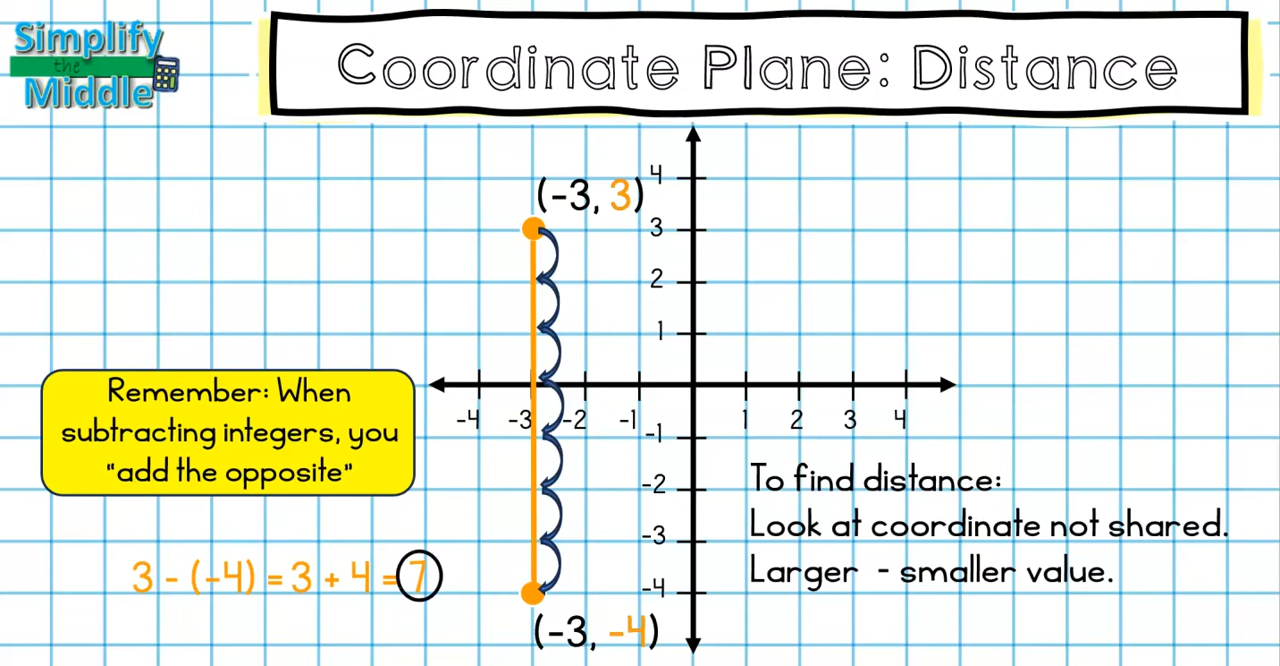 Simplify
the
Middle
Coordinate Plane: Distance
(-3, 3)
4
3
2
1
-4 -3 -2 -1 1 2 3 4
-1
-2
-3
-4
(-3, -4)
Remember: When
subtracting integers, you
"add the opposite"
3 - (-4) = 3 + 4 = 7
To find distance:
Look at coordinate not shared.
Larger - smaller value.